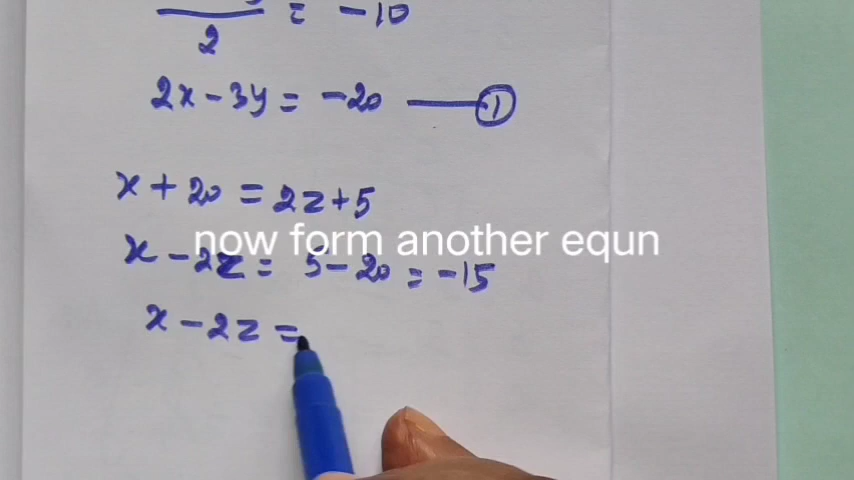 2 = -10
2x - 3y = -20 —— 1
x + 20 = 2z + 5
now form another equn
x - 2z = 5 - 20 = -15
x - 2z =